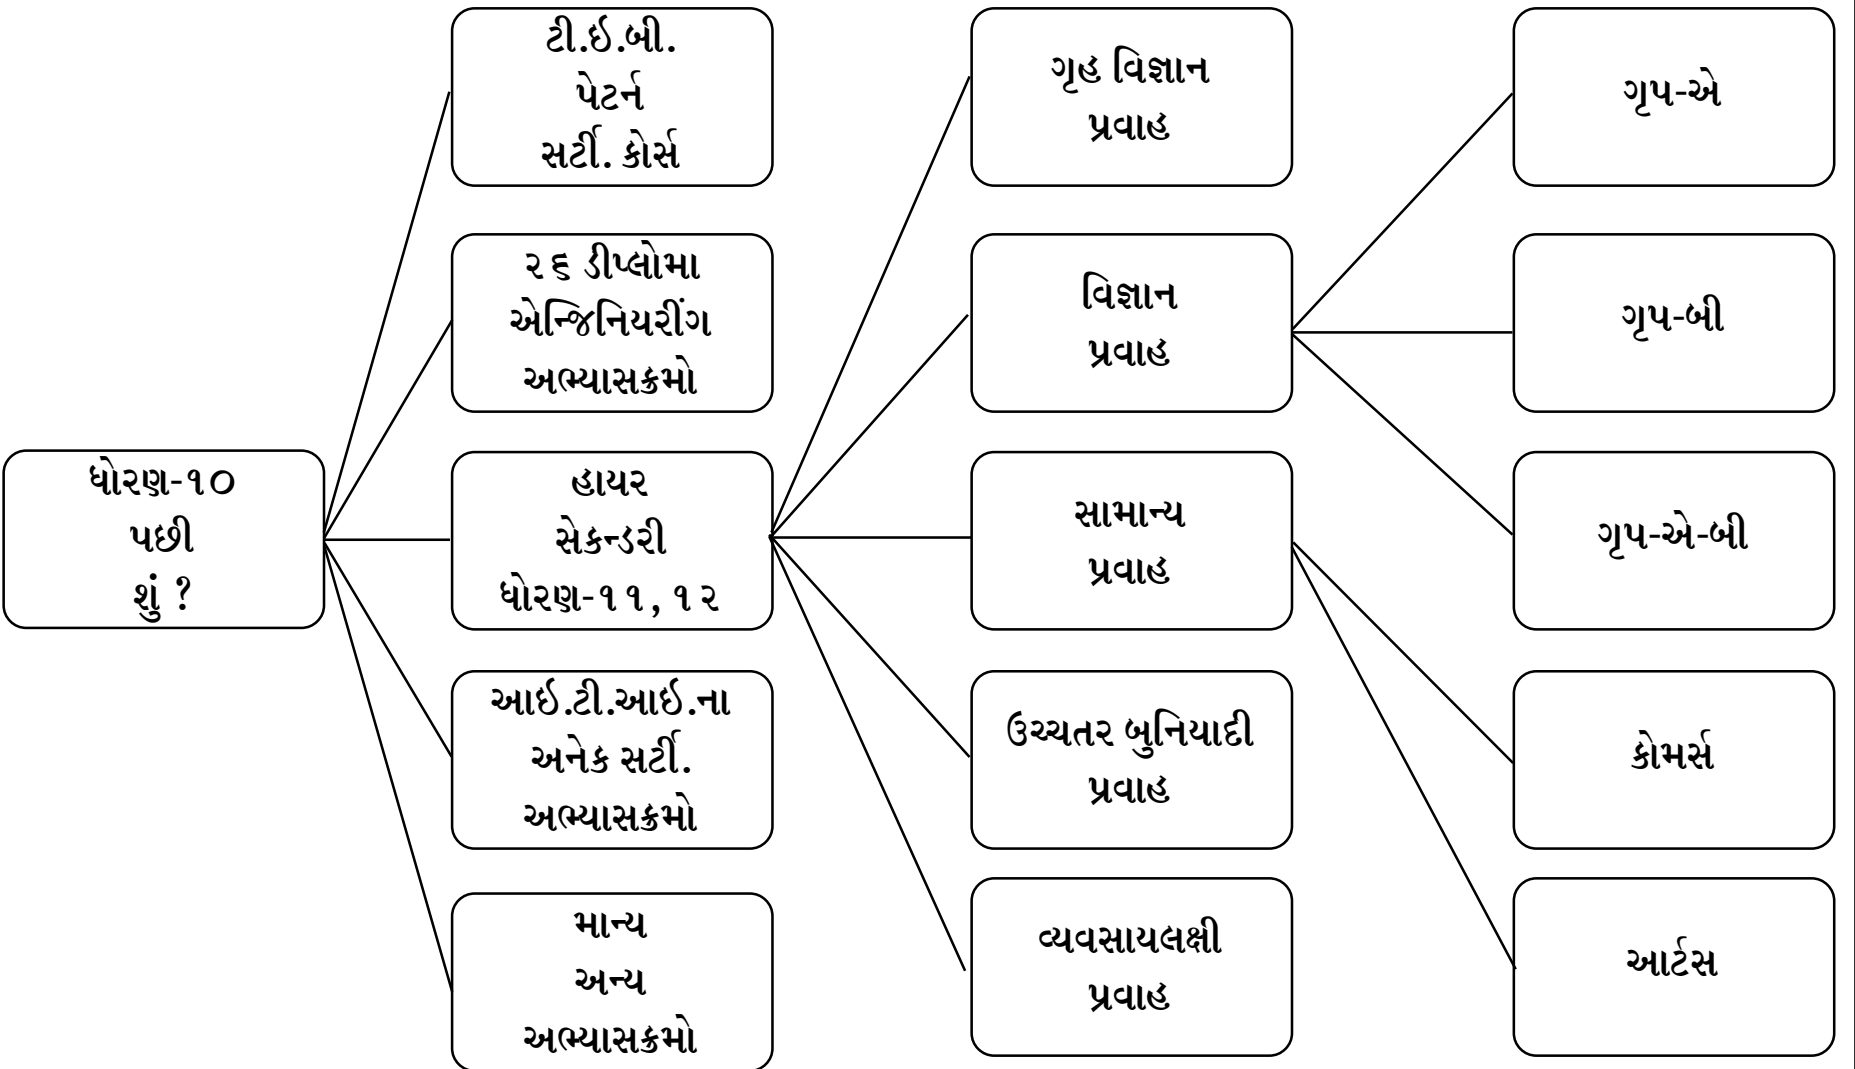 ધોરણ-૧૦
પછી
શું ?
ટી.ઇ.બી.
પેટર્ન
સર્ટી. કોર્સ
૨૬ ડીપ્લોમા
એન્જિનિયરીંગ
અભ્યાસક્રમો
હાયર
સેકન્ડરી
ધોરણ-૧૧, ૧૨
આઇ.ટી.આઇ.ના
અનેક સર્ટી.
અભ્યાસક્રમો
માન્ય
અન્ય
અભ્યાસક્રમો
ગૃહ વિજ્ઞાન
પ્રવાહ
વિજ્ઞાન
પ્રવાહ
સામાન્ય
પ્રવાહ
ઉચ્ચતર બુનિયાદી
પ્રવાહ
વ્યવસાયલક્ષી
પ્રવાહ
ગૃપ-એ
ગૃપ-બી
ગૃપ-એ-બી
કોમર્સ
આર્ટસ